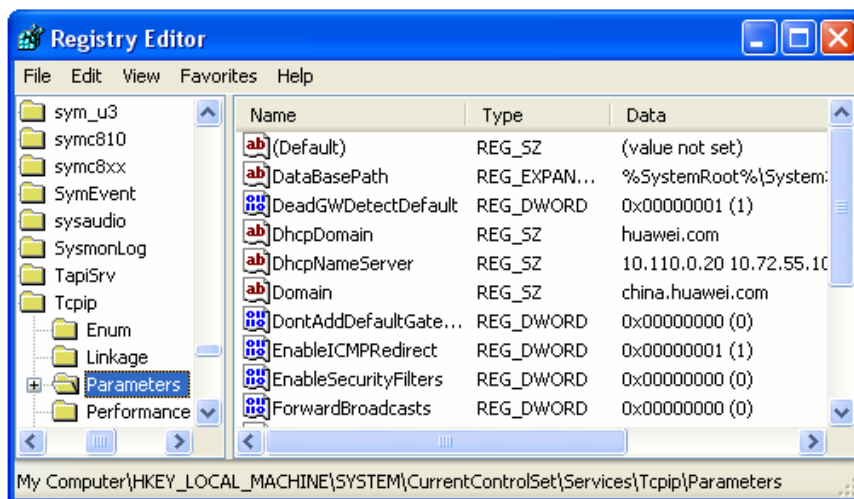 Registry Editor
File Edit View Favorites Help
sym_u3
symc810
symc8xx
SymEvent
sysaudio
SysmonLog
TapiSrv
Tcpip
Enum
Linkage
Parameters
Performance
Name Type Data
(Default) REG_SZ (value not set)
DataBasePath REG_EXPAN... %SystemRoot%\System
DeadGWDetectDefault REG_DWORD 0x00000001 (1)
DhcpDomain REG_SZ huawei.com
DhcpNameServer REG_SZ 10.110.0.20 10.72.55.10
Domain REG_SZ china.huawei.com
DontAddDefaultGate... REG_DWORD 0x00000000 (0)
EnableICMPRedirect REG_DWORD 0x00000001 (1)
EnableSecurityFilters REG_DWORD 0x00000000 (0)
ForwardBroadcasts REG_DWORD 0x00000000 (0)
My Computer\HKEY_LOCAL_MACHINE\SYSTEM\CurrentControlSet\Services\Tcpip\Parameters